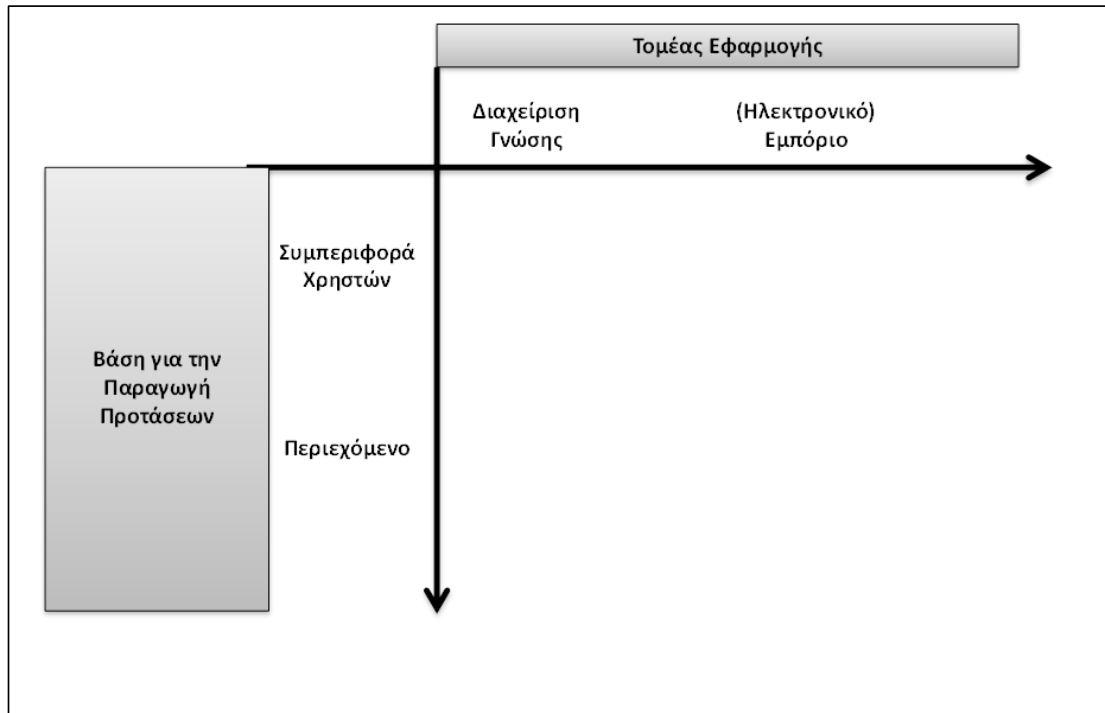 Τομέας Εφαρμογής
Διαχείριση
Γνώσης
(Ηλεκτρονικό)
Εμπόριο
Συμπεριφορά
Χρηστών
Βάση για την
Παραγωγή
Προτάσεων
Περιεχόμενο